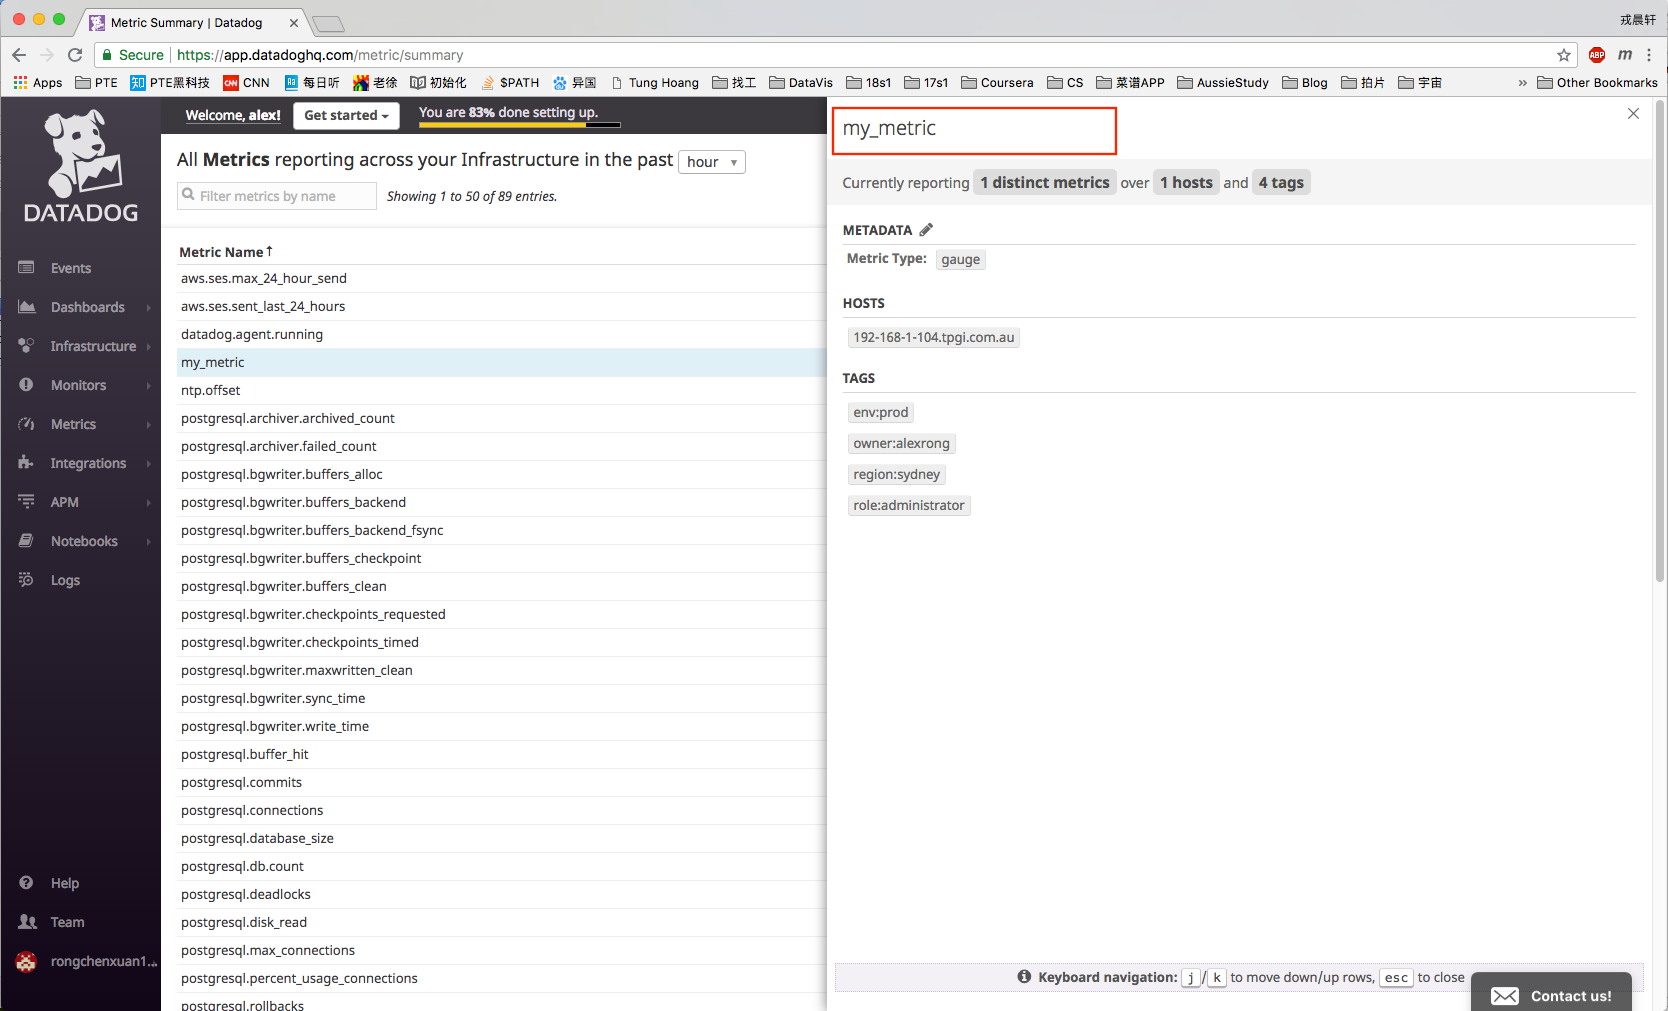 Metric Summary | Datadog
戎晨轩
Secure https://app.datadoghq.com/metric/summary
ABP m
Apps PTE 知 PTE黑科技 CNN CNN 每日听 老徐 初始化 $PATH 异国 Tung Hoang 找工 DataVis 18s1 17s1 Coursera CS 菜谱APP AussieStudy Blog 拍片 宇宙 » Other Bookmarks
DATADOG
Events
Dashboards
Infrastructure
Monitors
Metrics
Integrations
APM
Notebooks
Logs
Help
Team
rongchenxuan1...
Welcome, alex! Get started You are 83% done setting up.
All Metrics reporting across your Infrastructure in the past hour
Filter metrics by name Showing 1 to 50 of 89 entries.
Metric Name
aws.ses.max_24_hour_send
aws.ses.sent_last_24_hours
datadog.agent.running
my_metric
ntp.offset
postgresql.archiver.archived_count
postgresql.archiver.failed_count
postgresql.bgwriter.buffers_alloc
postgresql.bgwriter.buffers_backend
postgresql.bgwriter.buffers_backend_fsync
postgresql.bgwriter.buffers_checkpoint
postgresql.bgwriter.buffers_clean
postgresql.bgwriter.checkpoints_requested
postgresql.bgwriter.checkpoints_timed
postgresql.bgwriter.maxwritten_clean
postgresql.bgwriter.sync_time
postgresql.bgwriter.write_time
postgresql.buffer_hit
postgresql.commits
postgresql.connections
postgresql.database_size
postgresql.db.count
postgresql.deadlocks
postgresql.disk_read
postgresql.max_connections
postgresql.percent_usage_connections
postgresql.rollbacks
my_metric
Currently reporting 1 distinct metrics over 1 hosts and 4 tags
METADATA
Metric Type: gauge
HOSTS
192-168-1-104.tpgi.com.au
TAGS
env:prod
owner:alexrong
region:sydney
role:administrator
Keyboard navigation: j / k to move down/up rows, esc to close
Contact us!